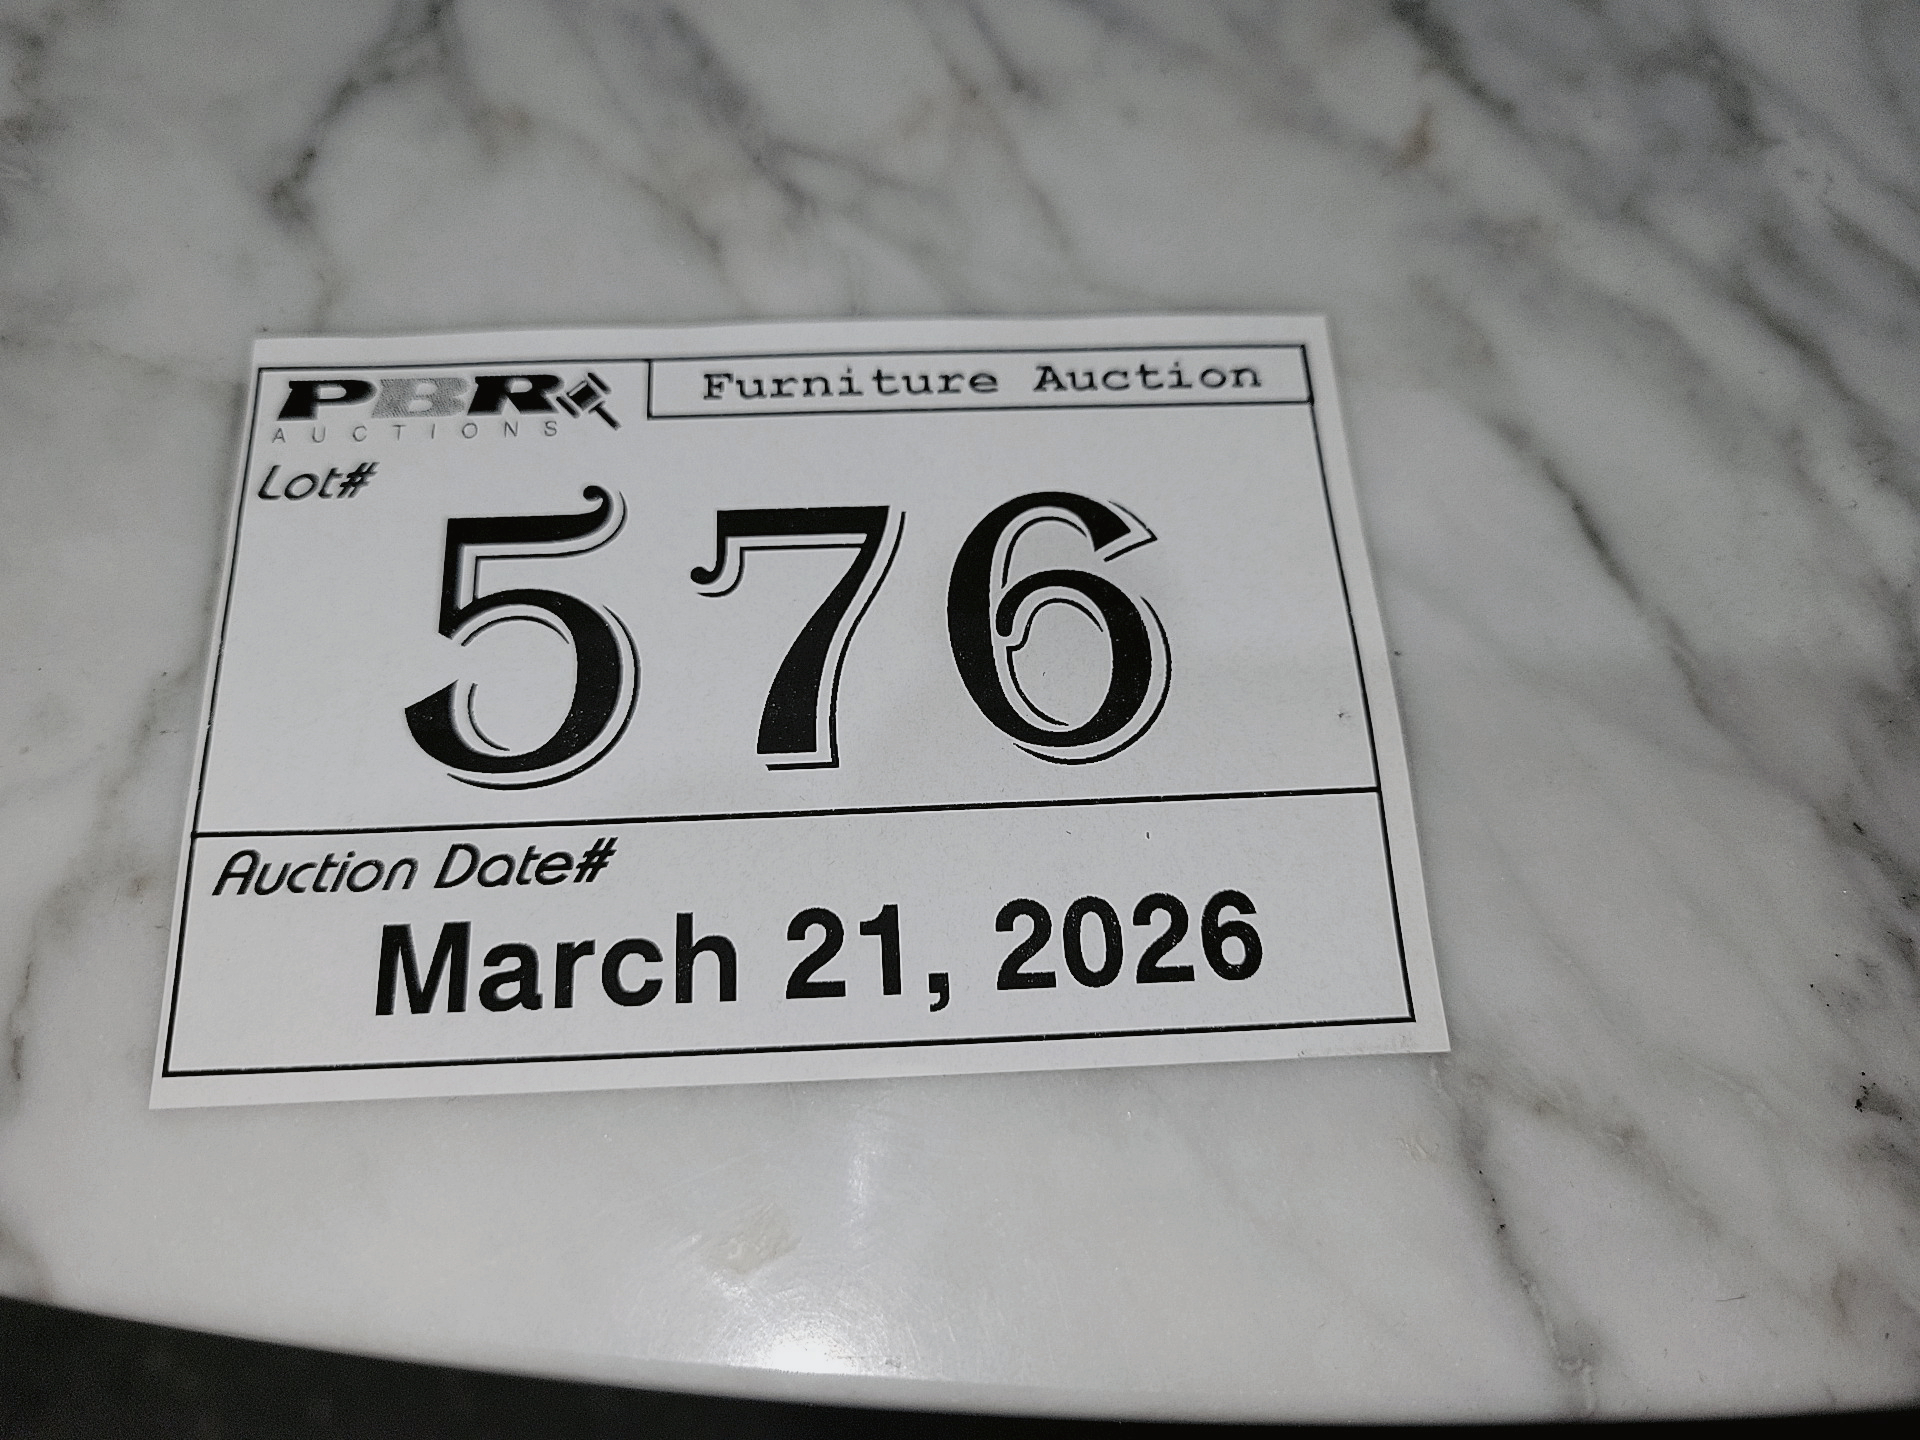 PBR
AUCTIONS
Furniture Auction
Lot#
576
Auction Date#
March 21, 2026